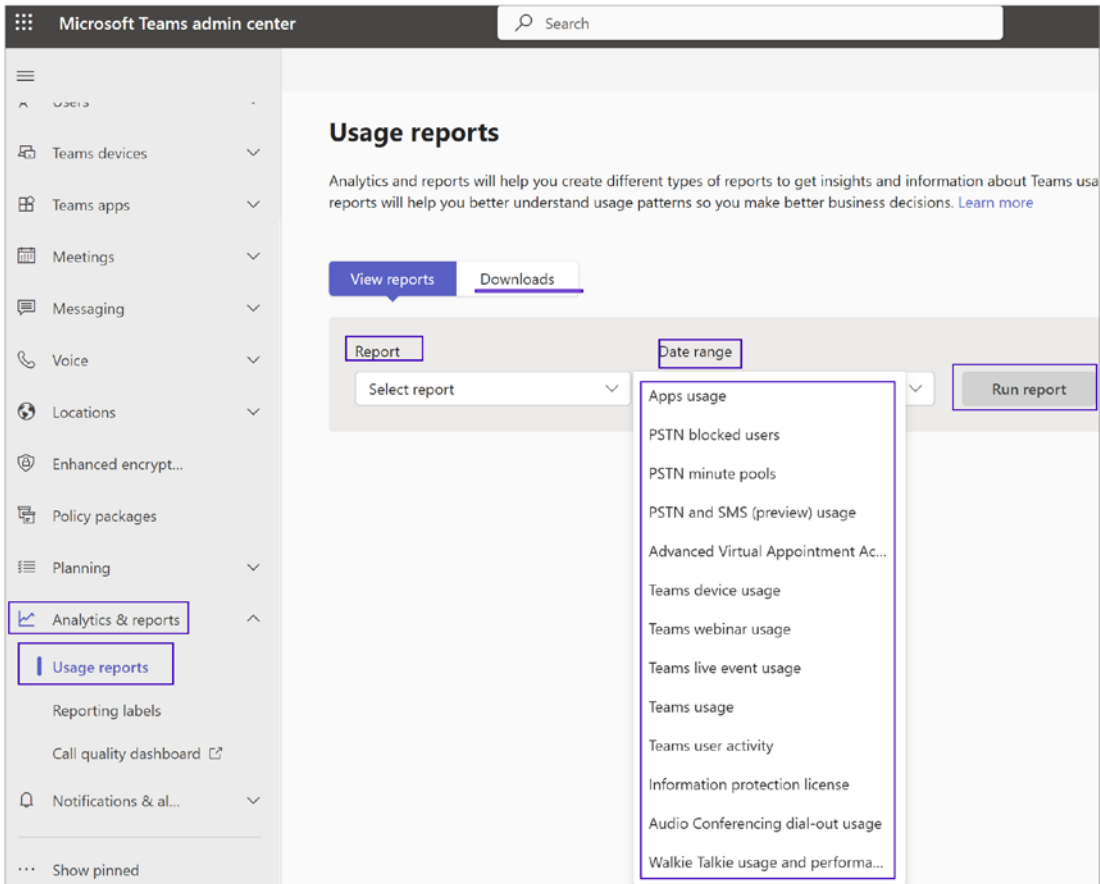 Microsoft Teams admin center
Search
Users
Teams devices
Teams apps
Meetings
Messaging
Voice
Locations
Enhanced encrypt...
Policy packages
Planning
Analytics & reports
Usage reports
Reporting labels
Call quality dashboard
Notifications & al...
Show pinned
Usage reports
Analytics and reports will help you create different types of reports to get insights and information about Teams usa
reports will help you better understand usage patterns so you make better business decisions. Learn more
View reports
Downloads
Report
Date range
Select report
Run report
Apps usage
PSTN blocked users
PSTN minute pools
PSTN and SMS (preview) usage
Advanced Virtual Appointment Ac...
Teams device usage
Teams webinar usage
Teams live event usage
Teams usage
Teams user activity
Information protection license
Audio Conferencing dial-out usage
Walkie Talkie usage and performa...